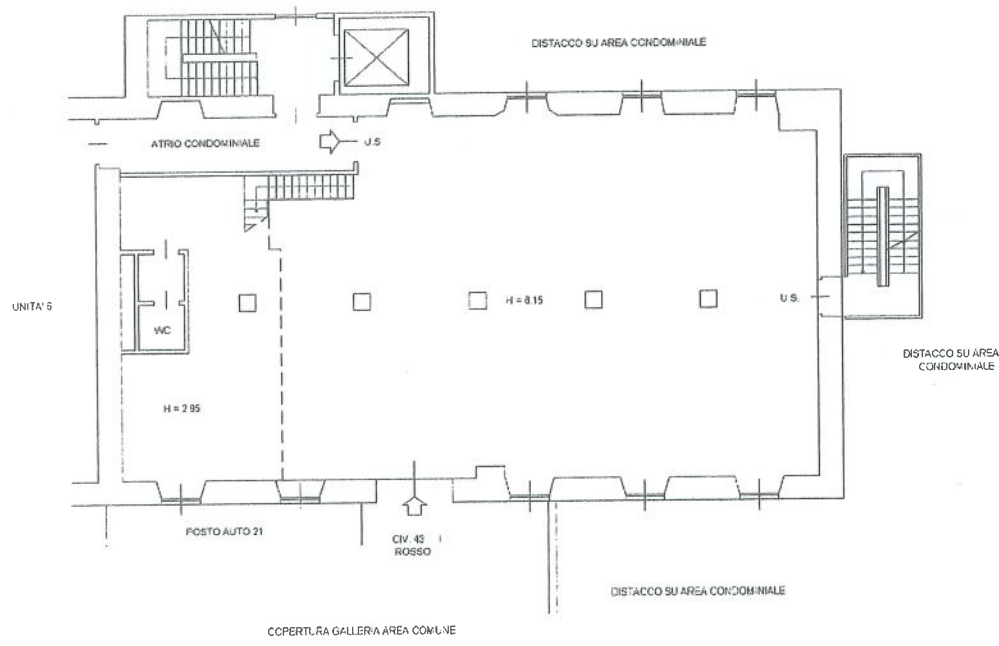 DISTACCO SU AREA CONDOMINIALE
ATRIO CONDOMINIALE
U.S
UNITA' 6
H = 6.15
U.S.
WC
DISTACCO SU AREA
CONDOMINIALE
H = 2.95
POSTO AUTO 21
CIV. 43
ROSSO
DISTACCO SU AREA CONDOMINIALE
COPERTURA GALLERIA AREA COMUNE